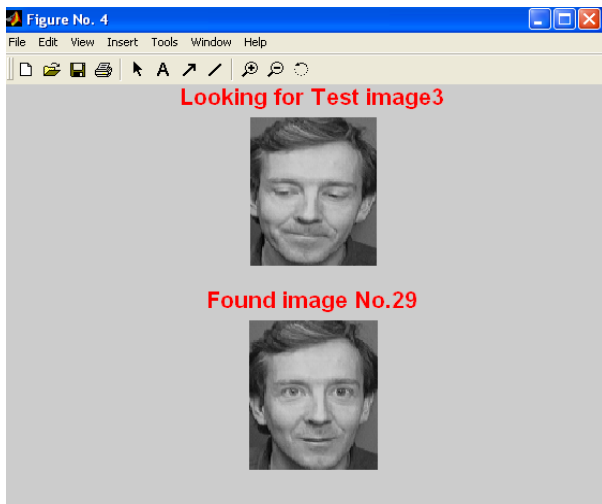 Figure No. 4
File Edit View Insert Tools Window Help
A
Looking for Test image3
Found image No.29